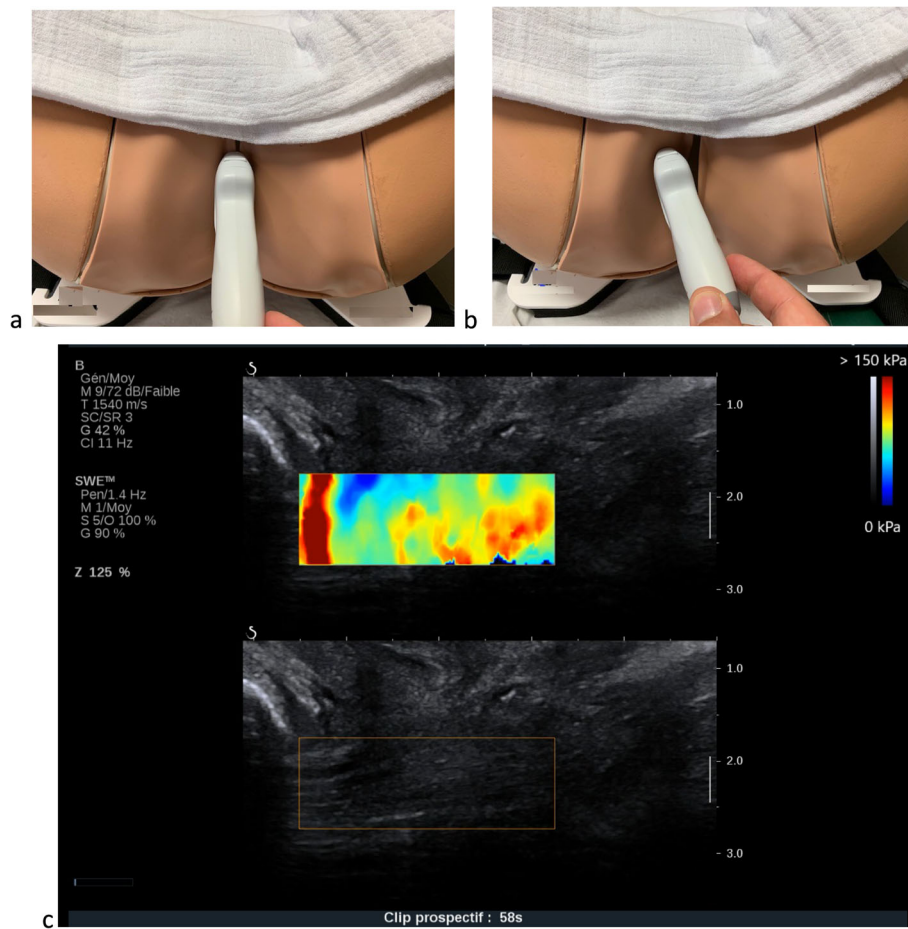 a
b
B
Gén/Moy
M 9/72 dB/Faible
T 1540 m/s
SC/SR 3
G 42 %
CI 11 Hz
SWE™
Pen/1.4 Hz
M 1/Moy
S 5/O 100 %
G 90 %
Z 125 %
> 150 kPa
0 kPa
1.0
2.0
3.0
1.0
2.0
3.0
c
Clip prospectif : 58s